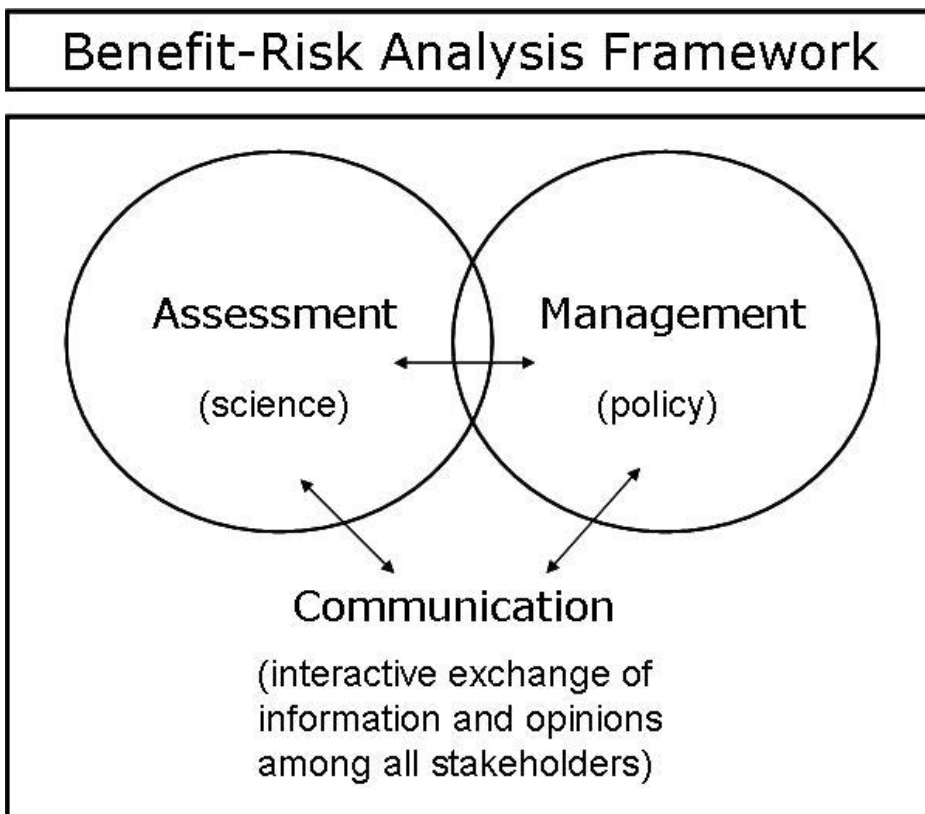 Benefit-Risk Analysis Framework
Assessment
Management
(science)
(policy)
Communication
(interactive exchange of
information and opinions
among all stakeholders)